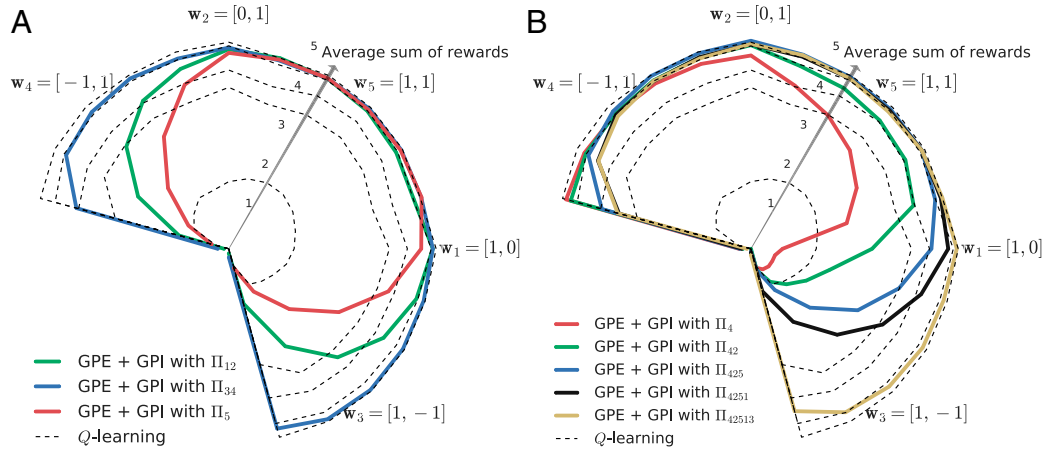 A
w₂ = [0, 1]
5
Average sum of rewards
w₄ = [-1, 1]
w₅ = [1, 1]
4
3
2
1
w₁ = [1, 0]
GPE + GPI with Π₁₂
GPE + GPI with Π₃₄
GPE + GPI with Π₅
Q-learning
w₃ = [1, -1]
B
w₂ = [0, 1]
5
Average sum of rewards
w₄ = [-1, 1]
w₅ = [1, 1]
4
3
2
1
w₁ = [1, 0]
GPE + GPI with Π₄
GPE + GPI with Π₄₂
GPE + GPI with Π₄₂₅
GPE + GPI with Π₄₂₅₁
GPE + GPI with Π₄₂₅₁₃
Q-learning
w₃ = [1, -1]